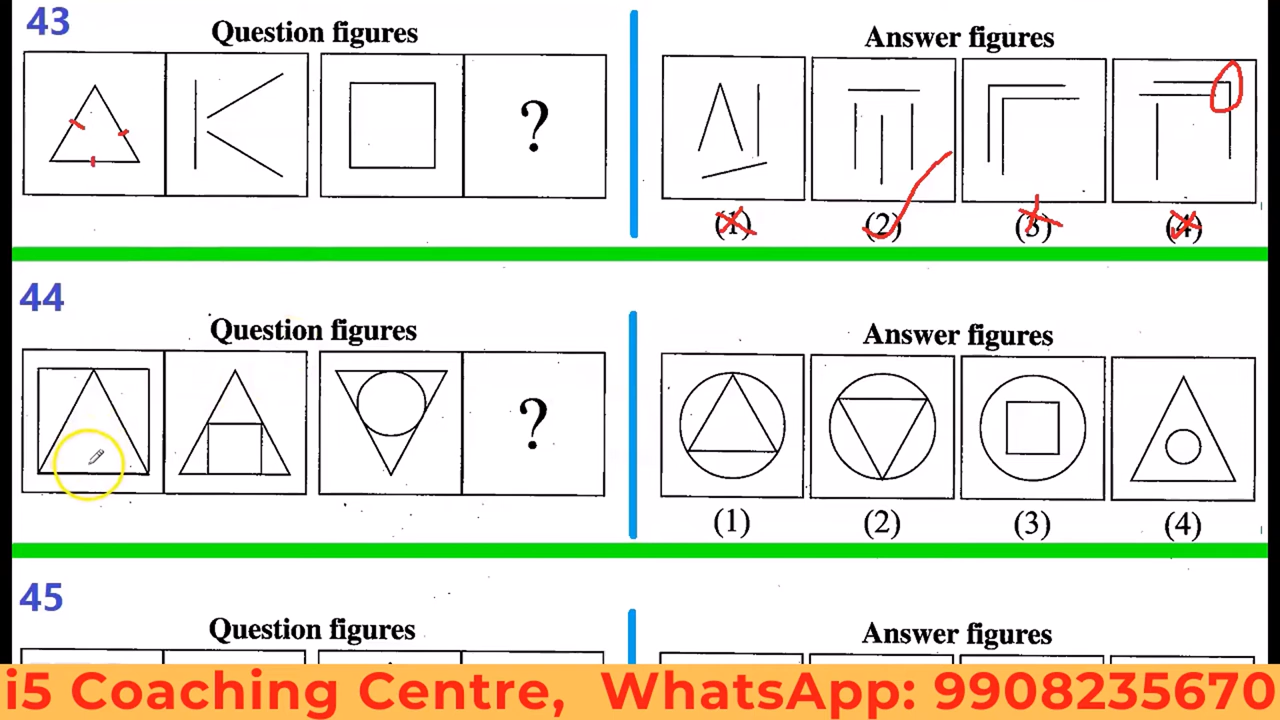 43
Question figures
Answer figures
?
(1)
(2)
(3)
(4)
44
Question figures
Answer figures
?
(1)
(2)
(3)
(4)
45
Question figures
Answer figures
i5 Coaching Centre, WhatsApp: 9908235670